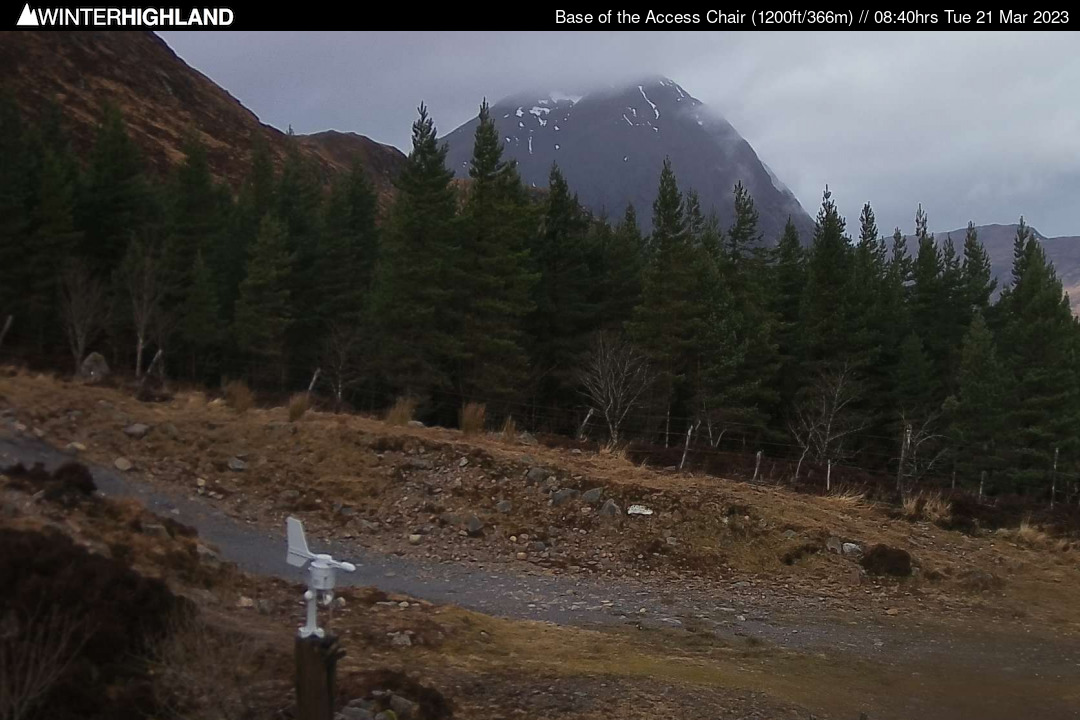 WINTERHIGHLAND
Base of the Access Chair (1200ft/366m) // 08:40hrs Tue 21 Mar 2023